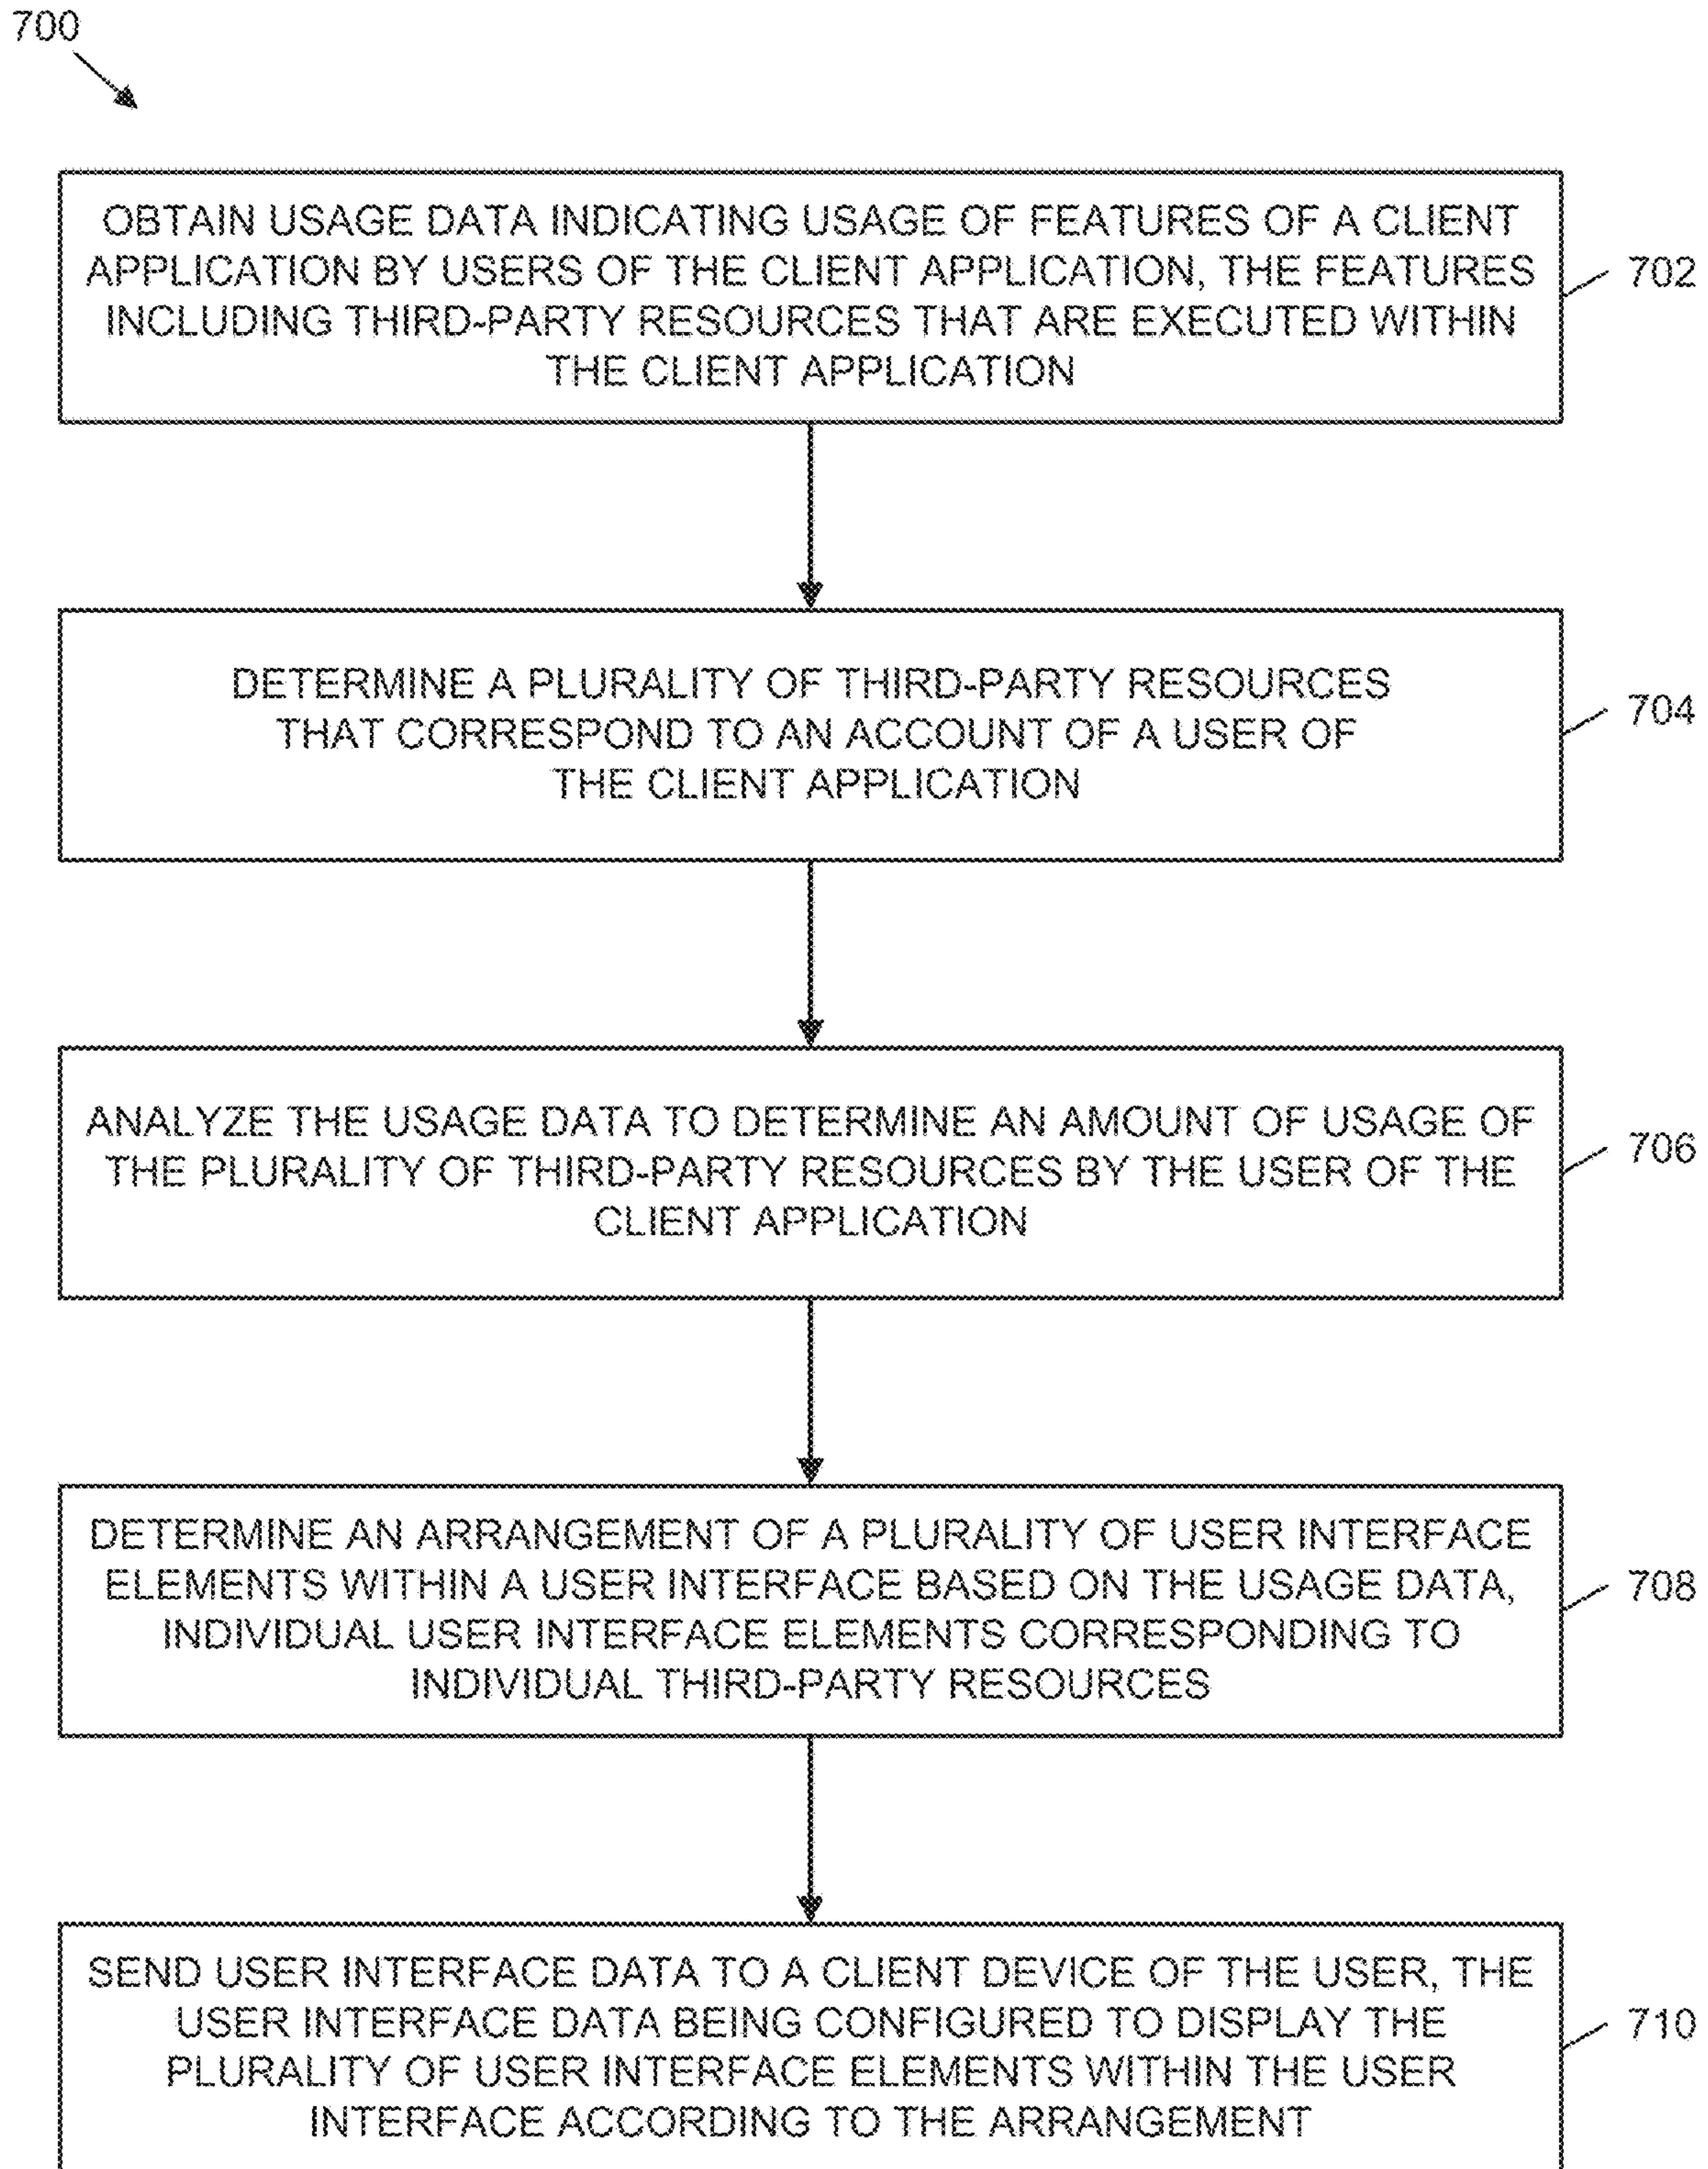 700
OBTAIN USAGE DATA INDICATING USAGE OF FEATURES OF A CLIENT
APPLICATION BY USERS OF THE CLIENT APPLICATION, THE FEATURES
INCLUDING THIRD-PARTY RESOURCES THAT ARE EXECUTED WITHIN
THE CLIENT APPLICATION
702
DETERMINE A PLURALITY OF THIRD-PARTY RESOURCES
THAT CORRESPOND TO AN ACCOUNT OF A USER OF
THE CLIENT APPLICATION
704
ANALYZE THE USAGE DATA TO DETERMINE AN AMOUNT OF USAGE OF
THE PLURALITY OF THIRD-PARTY RESOURCES BY THE USER OF THE
CLIENT APPLICATION
706
DETERMINE AN ARRANGEMENT OF A PLURALITY OF USER INTERFACE
ELEMENTS WITHIN A USER INTERFACE BASED ON THE USAGE DATA,
INDIVIDUAL USER INTERFACE ELEMENTS CORRESPONDING TO
INDIVIDUAL THIRD-PARTY RESOURCES
708
SEND USER INTERFACE DATA TO A CLIENT DEVICE OF THE USER, THE
USER INTERFACE DATA BEING CONFIGURED TO DISPLAY THE
PLURALITY OF USER INTERFACE ELEMENTS WITHIN THE USER
INTERFACE ACCORDING TO THE ARRANGEMENT
710